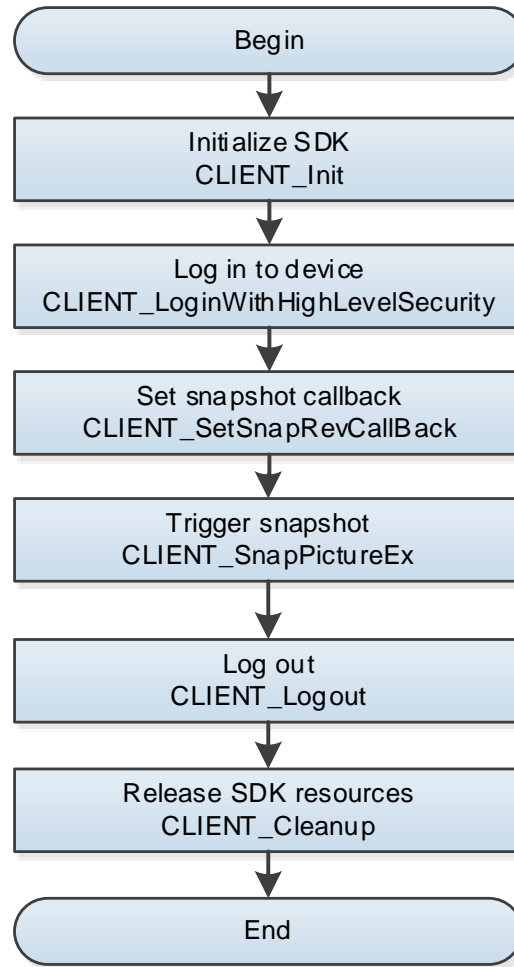 Begin
Initialize SDK
CLIENT_Init
Log in to device
CLIENT_LoginWithHighLevelSecurity
Set snapshot callback
CLIENT_SetSnapRevCallBack
Trigger snapshot
CLIENT_SnapPictureEx
Log out
CLIENT_Logout
Release SDK resources
CLIENT_Cleanup
End